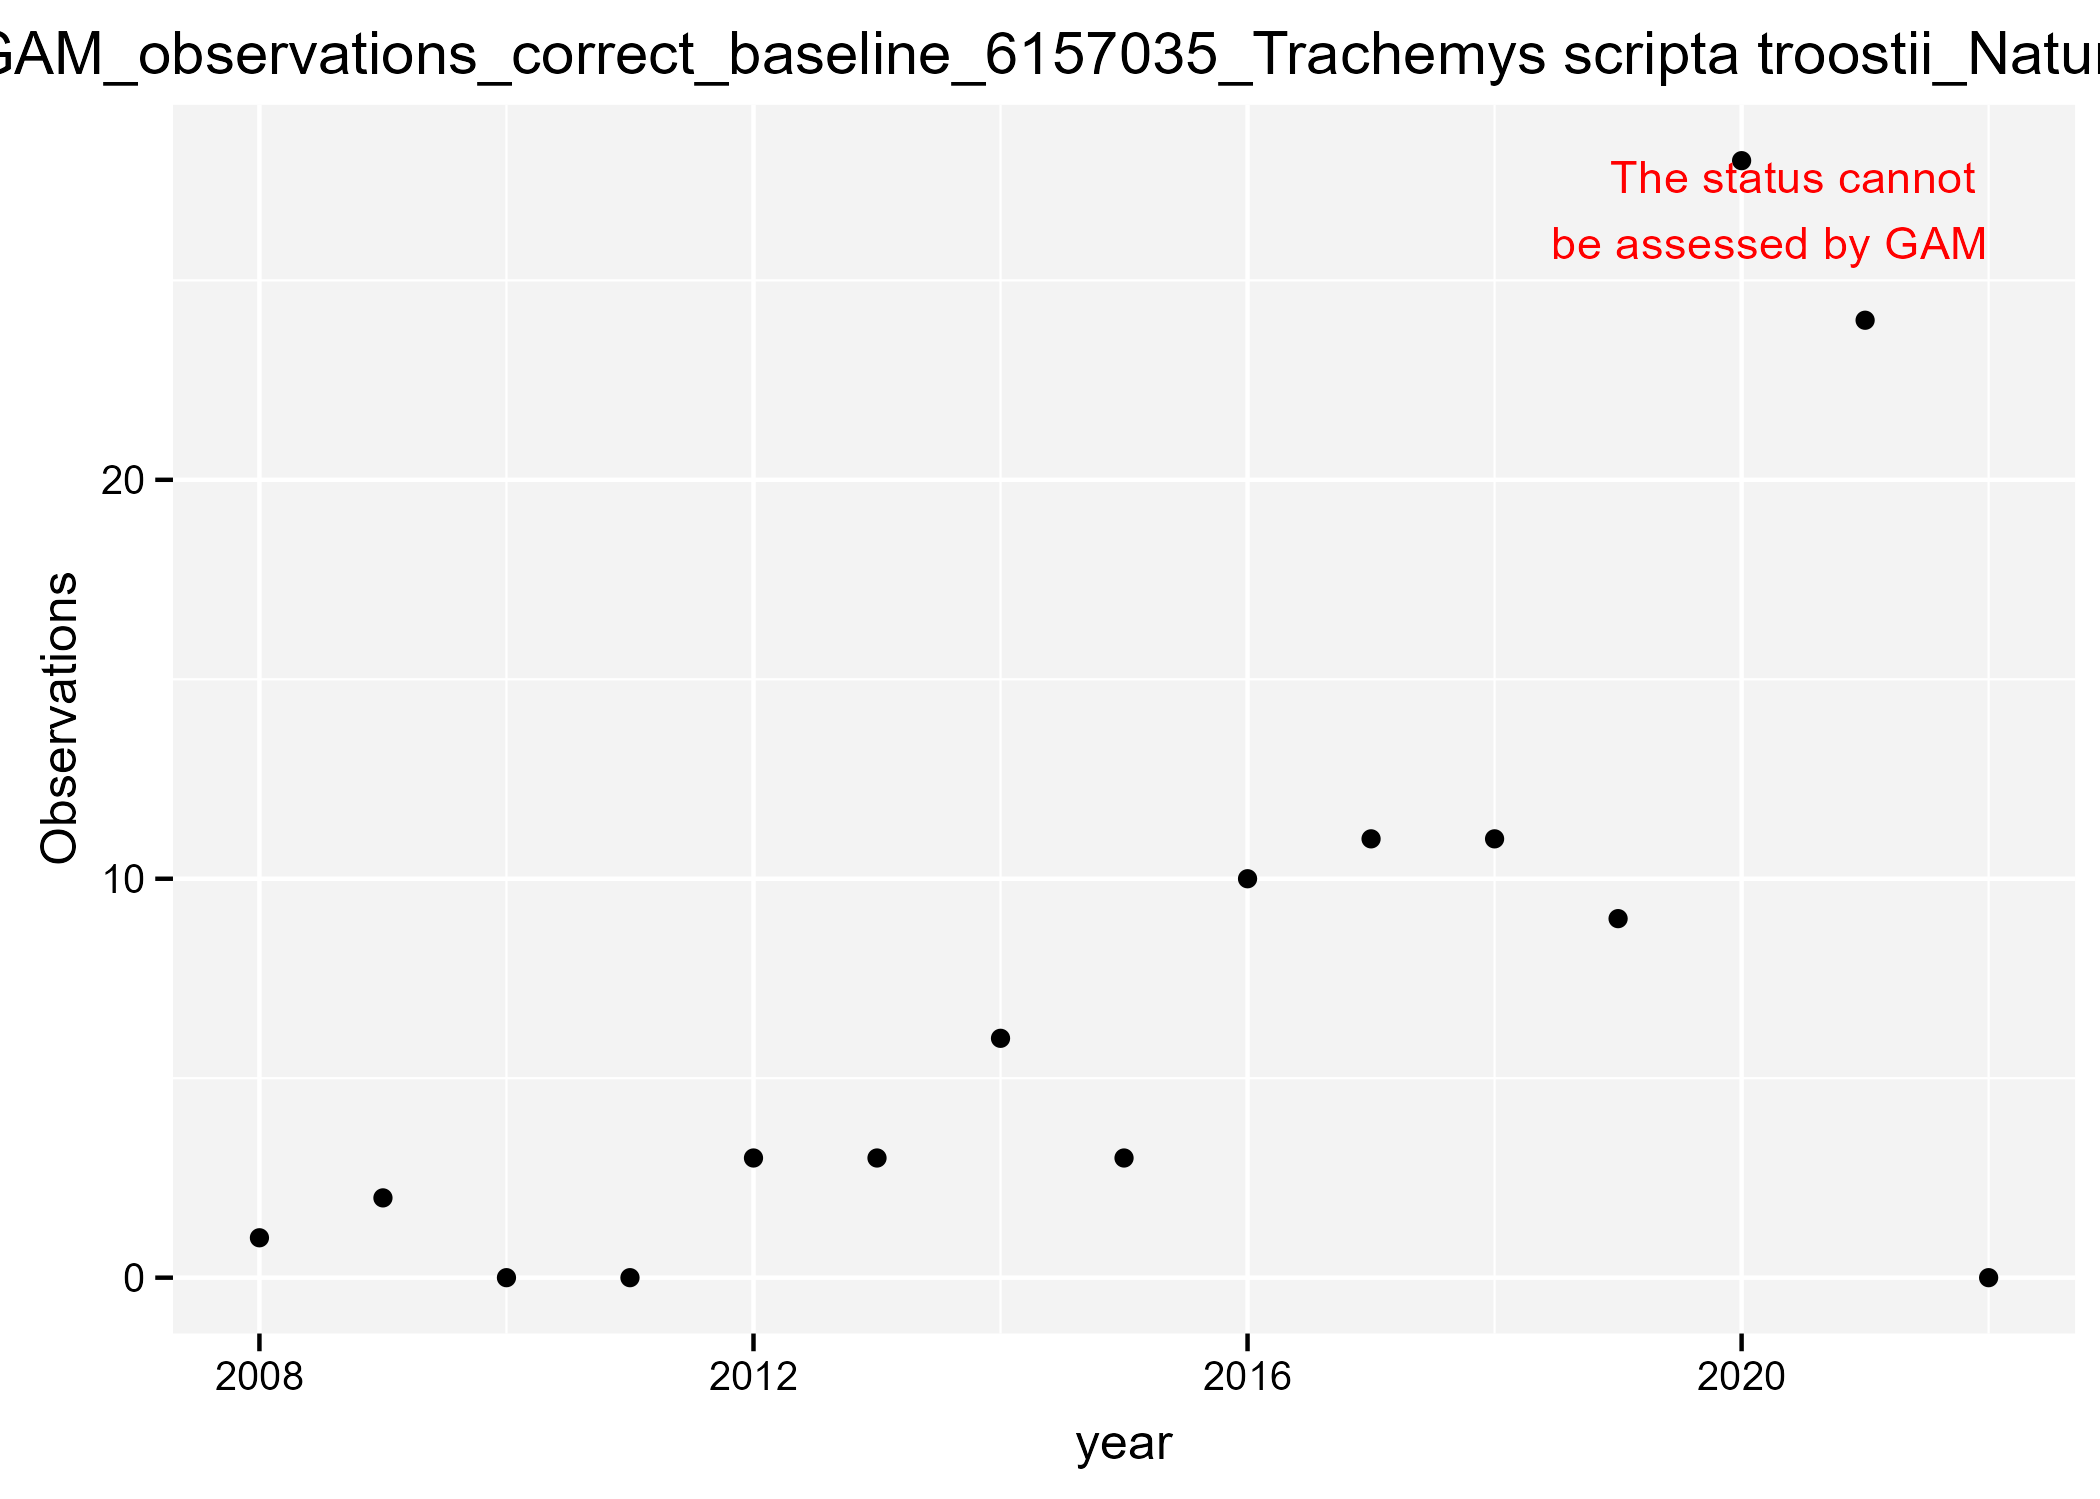 GAM_observations_correct_baseline_6157035_Trachemys scripta troostii_Natur
The status cannot
be assessed by GAM
20
10
0
Observations
2008 2012 2016 2020
year